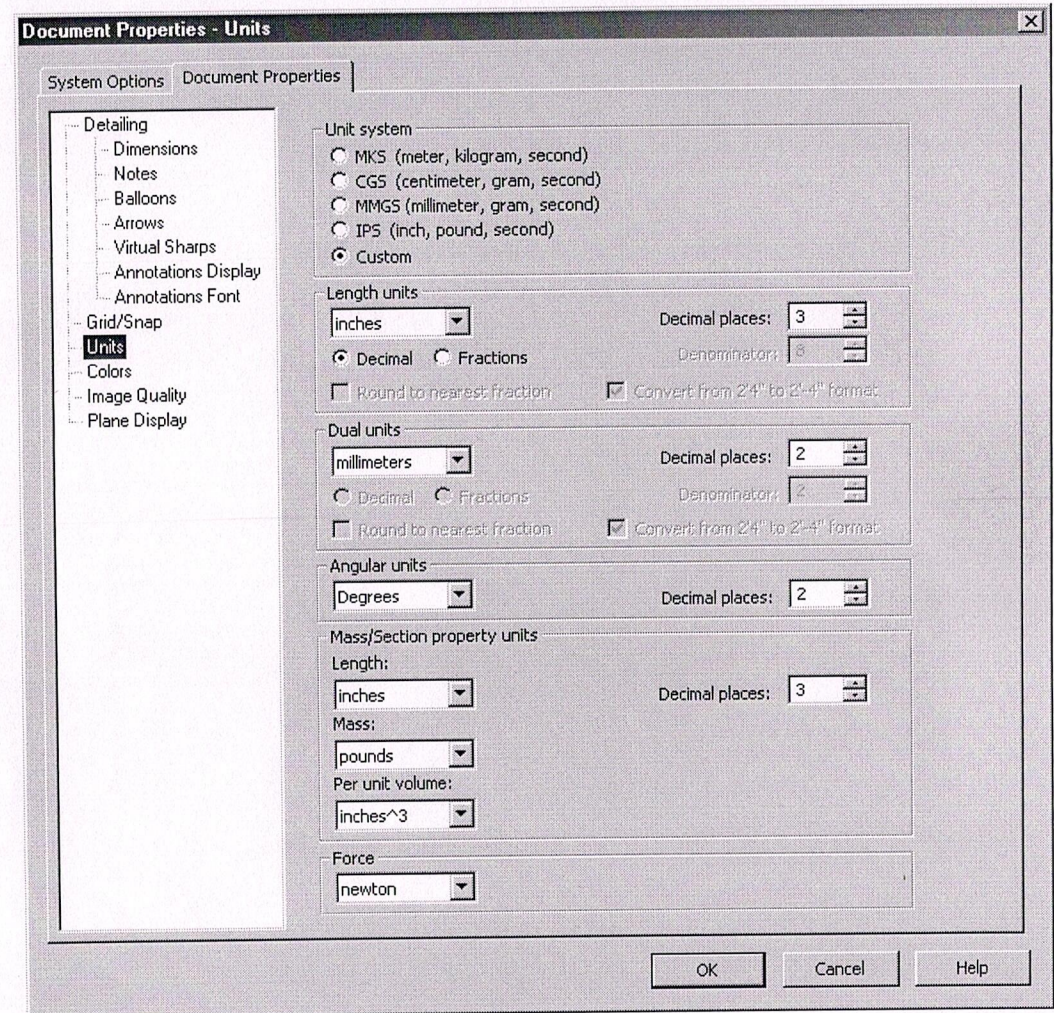 Document Properties - Units
System Options Document Properties
Detailing
Dimensions
Notes
Balloons
Arrows
Virtual Sharps
Annotations Display
Annotations Font
Grid/Snap
Units
Colors
Image Quality
Plane Display
Unit system
MKS (meter, kilogram, second)
CGS (centimeter, gram, second)
MMGS (millimeter, gram, second)
IPS (inch, pound, second)
Custom
Length units
inches Decimal places: 3
Decimal Fractions Denominator: 8
Round to nearest fraction Convert from 2'4" to 2'-4" format
Dual units
millimeters Decimal places: 2
Decimal Fractions Denominator: 2
Round to nearest fraction Convert from 2'4" to 2'-4" format
Angular units
Degrees Decimal places: 2
Mass/Section property units
Length:
inches Decimal places: 3
Mass:
pounds
Per unit volume:
inches^3
Force
newton
OK Cancel Help